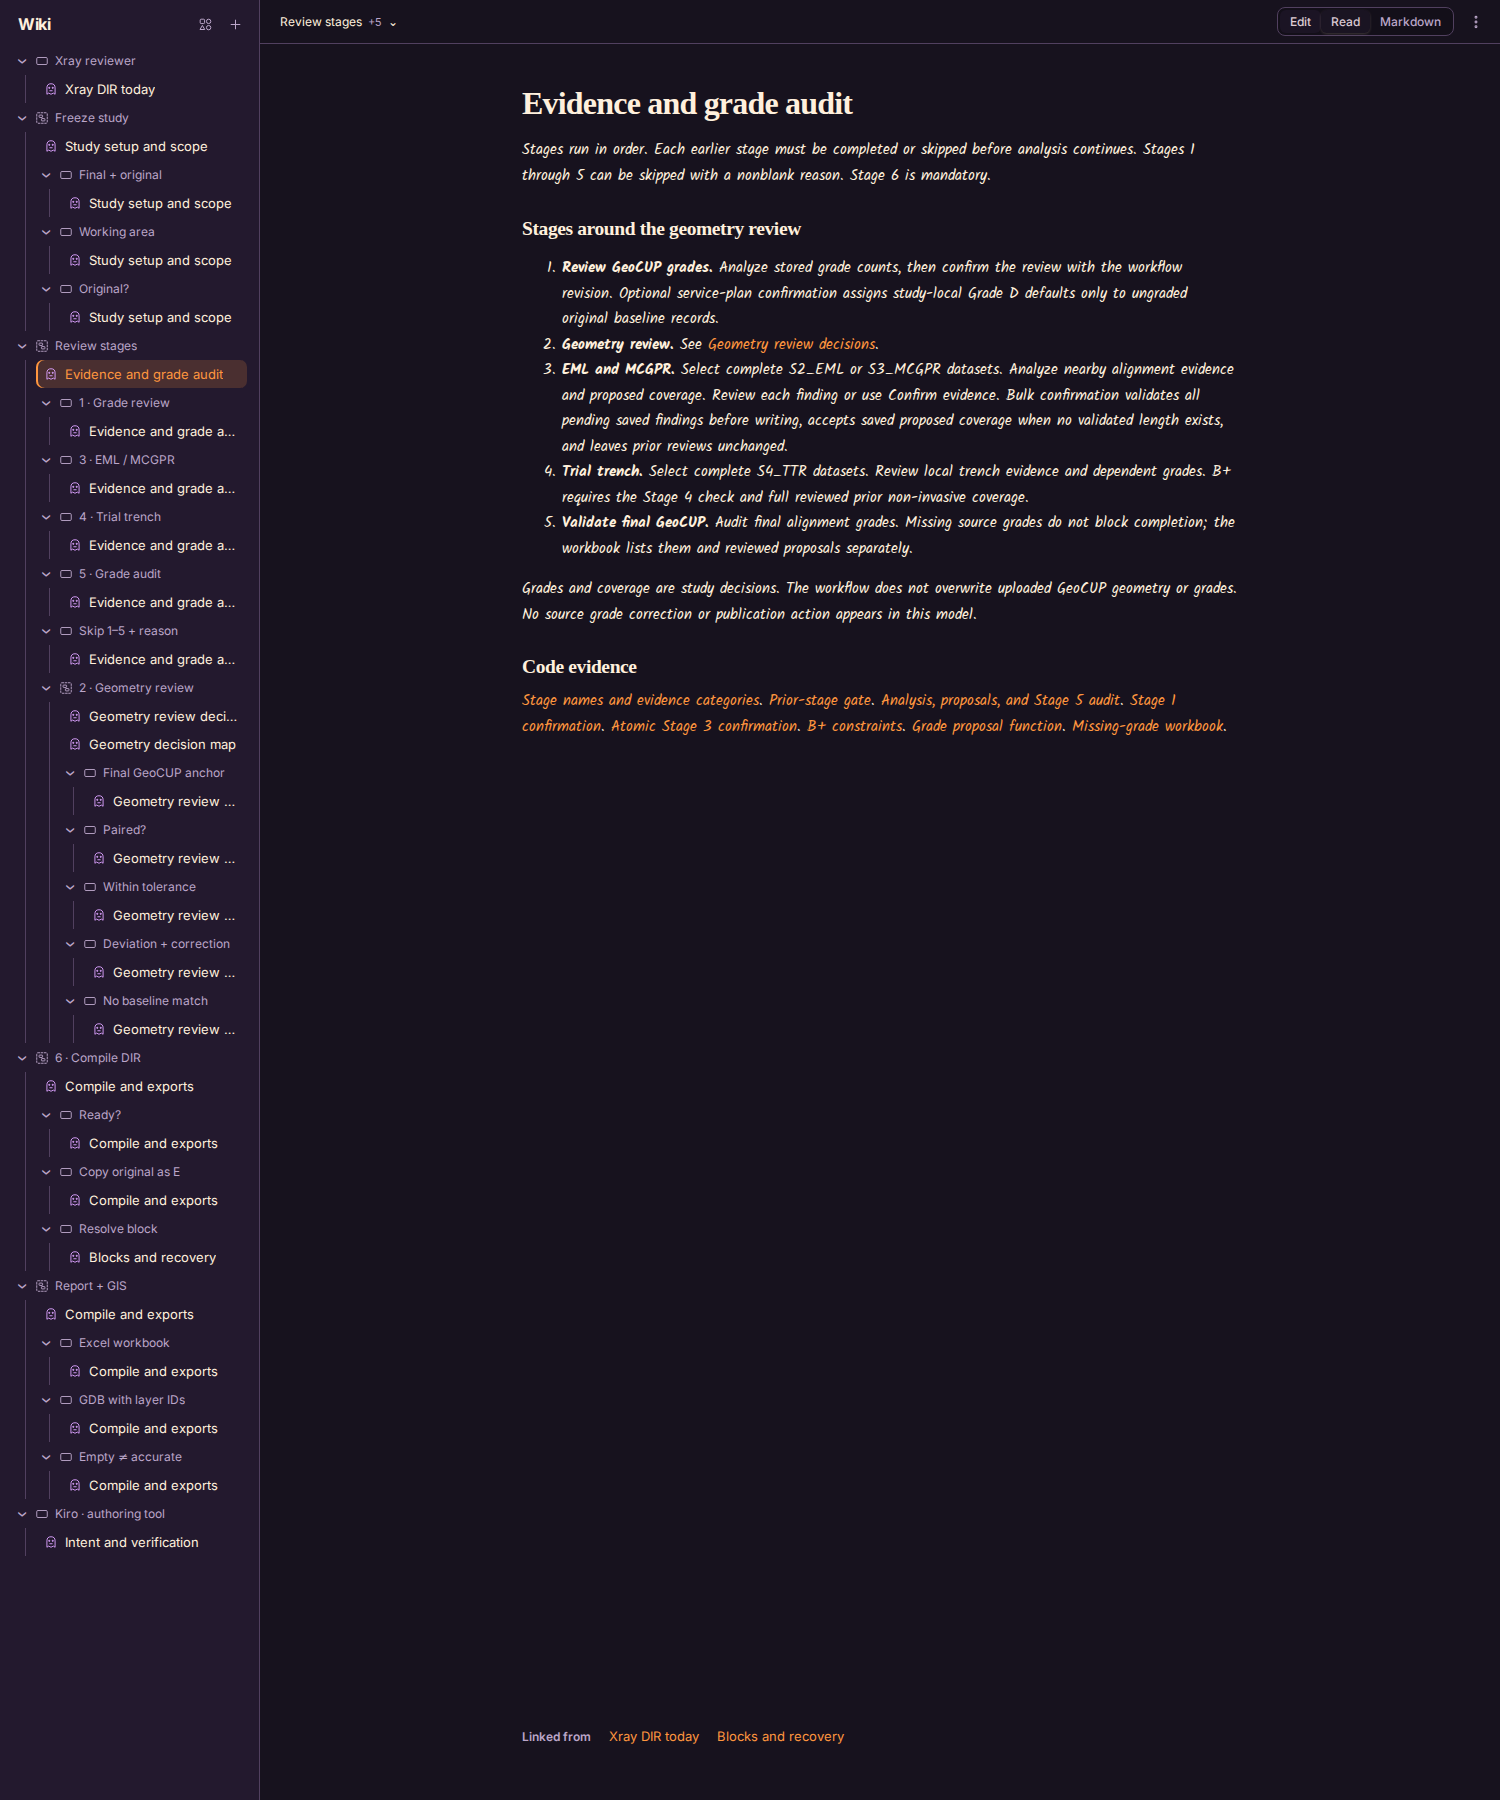 Wiki
Xray reviewer
Xray DIR today
Freeze study
Study setup and scope
Final + original
Study setup and scope
Working area
Study setup and scope
Original?
Study setup and scope
Review stages
Evidence and grade audit
1 · Grade review
Evidence and grade a...
3 · EML / MCGPR
Evidence and grade a...
4 · Trial trench
Evidence and grade a...
5 · Grade audit
Evidence and grade a...
Skip 1–5 + reason
Evidence and grade a...
2 · Geometry review
Geometry review deci...
Geometry decision map
Final GeoCUP anchor
Geometry review ...
Paired?
Geometry review ...
Within tolerance
Geometry review ...
Deviation + correction
Geometry review ...
No baseline match
Geometry review ...
6 · Compile DIR
Compile and exports
Ready?
Compile and exports
Copy original as E
Compile and exports
Resolve block
Blocks and recovery
Report + GIS
Compile and exports
Excel workbook
Compile and exports
GDB with layer IDs
Compile and exports
Empty ≠ accurate
Compile and exports
Kiro · authoring tool
Intent and verification
Review stages +5
Edit Read Markdown
Evidence and grade audit
Stages run in order. Each earlier stage must be completed or skipped before analysis continues. Stages 1
through 5 can be skipped with a nonblank reason. Stage 6 is mandatory.
Stages around the geometry review
1. Review GeoCUP grades. Analyze stored grade counts, then confirm the review with the workflow
revision. Optional service-plan confirmation assigns study-local Grade D defaults only to ungraded
original baseline records.
2. Geometry review. See Geometry review decisions.
3. EML and MCGPR. Select complete S2_EML or S3_MCGPR datasets. Analyze nearby alignment evidence
and proposed coverage. Review each finding or use Confirm evidence. Bulk confirmation validates all
pending saved findings before writing, accepts saved proposed coverage when no validated length exists,
and leaves prior reviews unchanged.
4. Trial trench. Select complete S4_TTR datasets. Review local trench evidence and dependent grades. B+
requires the Stage 4 check and full reviewed prior non-invasive coverage.
5. Validate final GeoCUP. Audit final alignment grades. Missing source grades do not block completion; the
workbook lists them and reviewed proposals separately.
Grades and coverage are study decisions. The workflow does not overwrite uploaded GeoCUP geometry or grades.
No source grade correction or publication action appears in this model.
Code evidence
Stage names and evidence categories. Prior-stage gate. Analysis, proposals, and Stage 5 audit. Stage 1
confirmation. Atomic Stage 3 confirmation. B+ constraints. Grade proposal function. Missing-grade workbook.
Linked from Xray DIR today Blocks and recovery